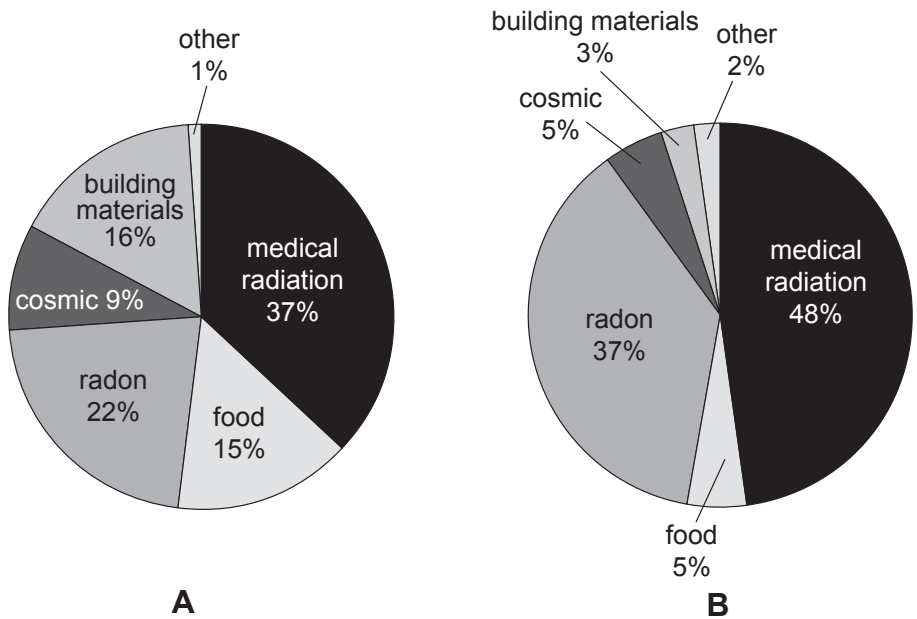 other
1%
building
materials
16%
medical
radiation
37%
cosmic 9%
radon
22%
food
15%
A
building materials
3%
other
2%
cosmic
5%
medical
radiation
48%
radon
37%
food
5%
B